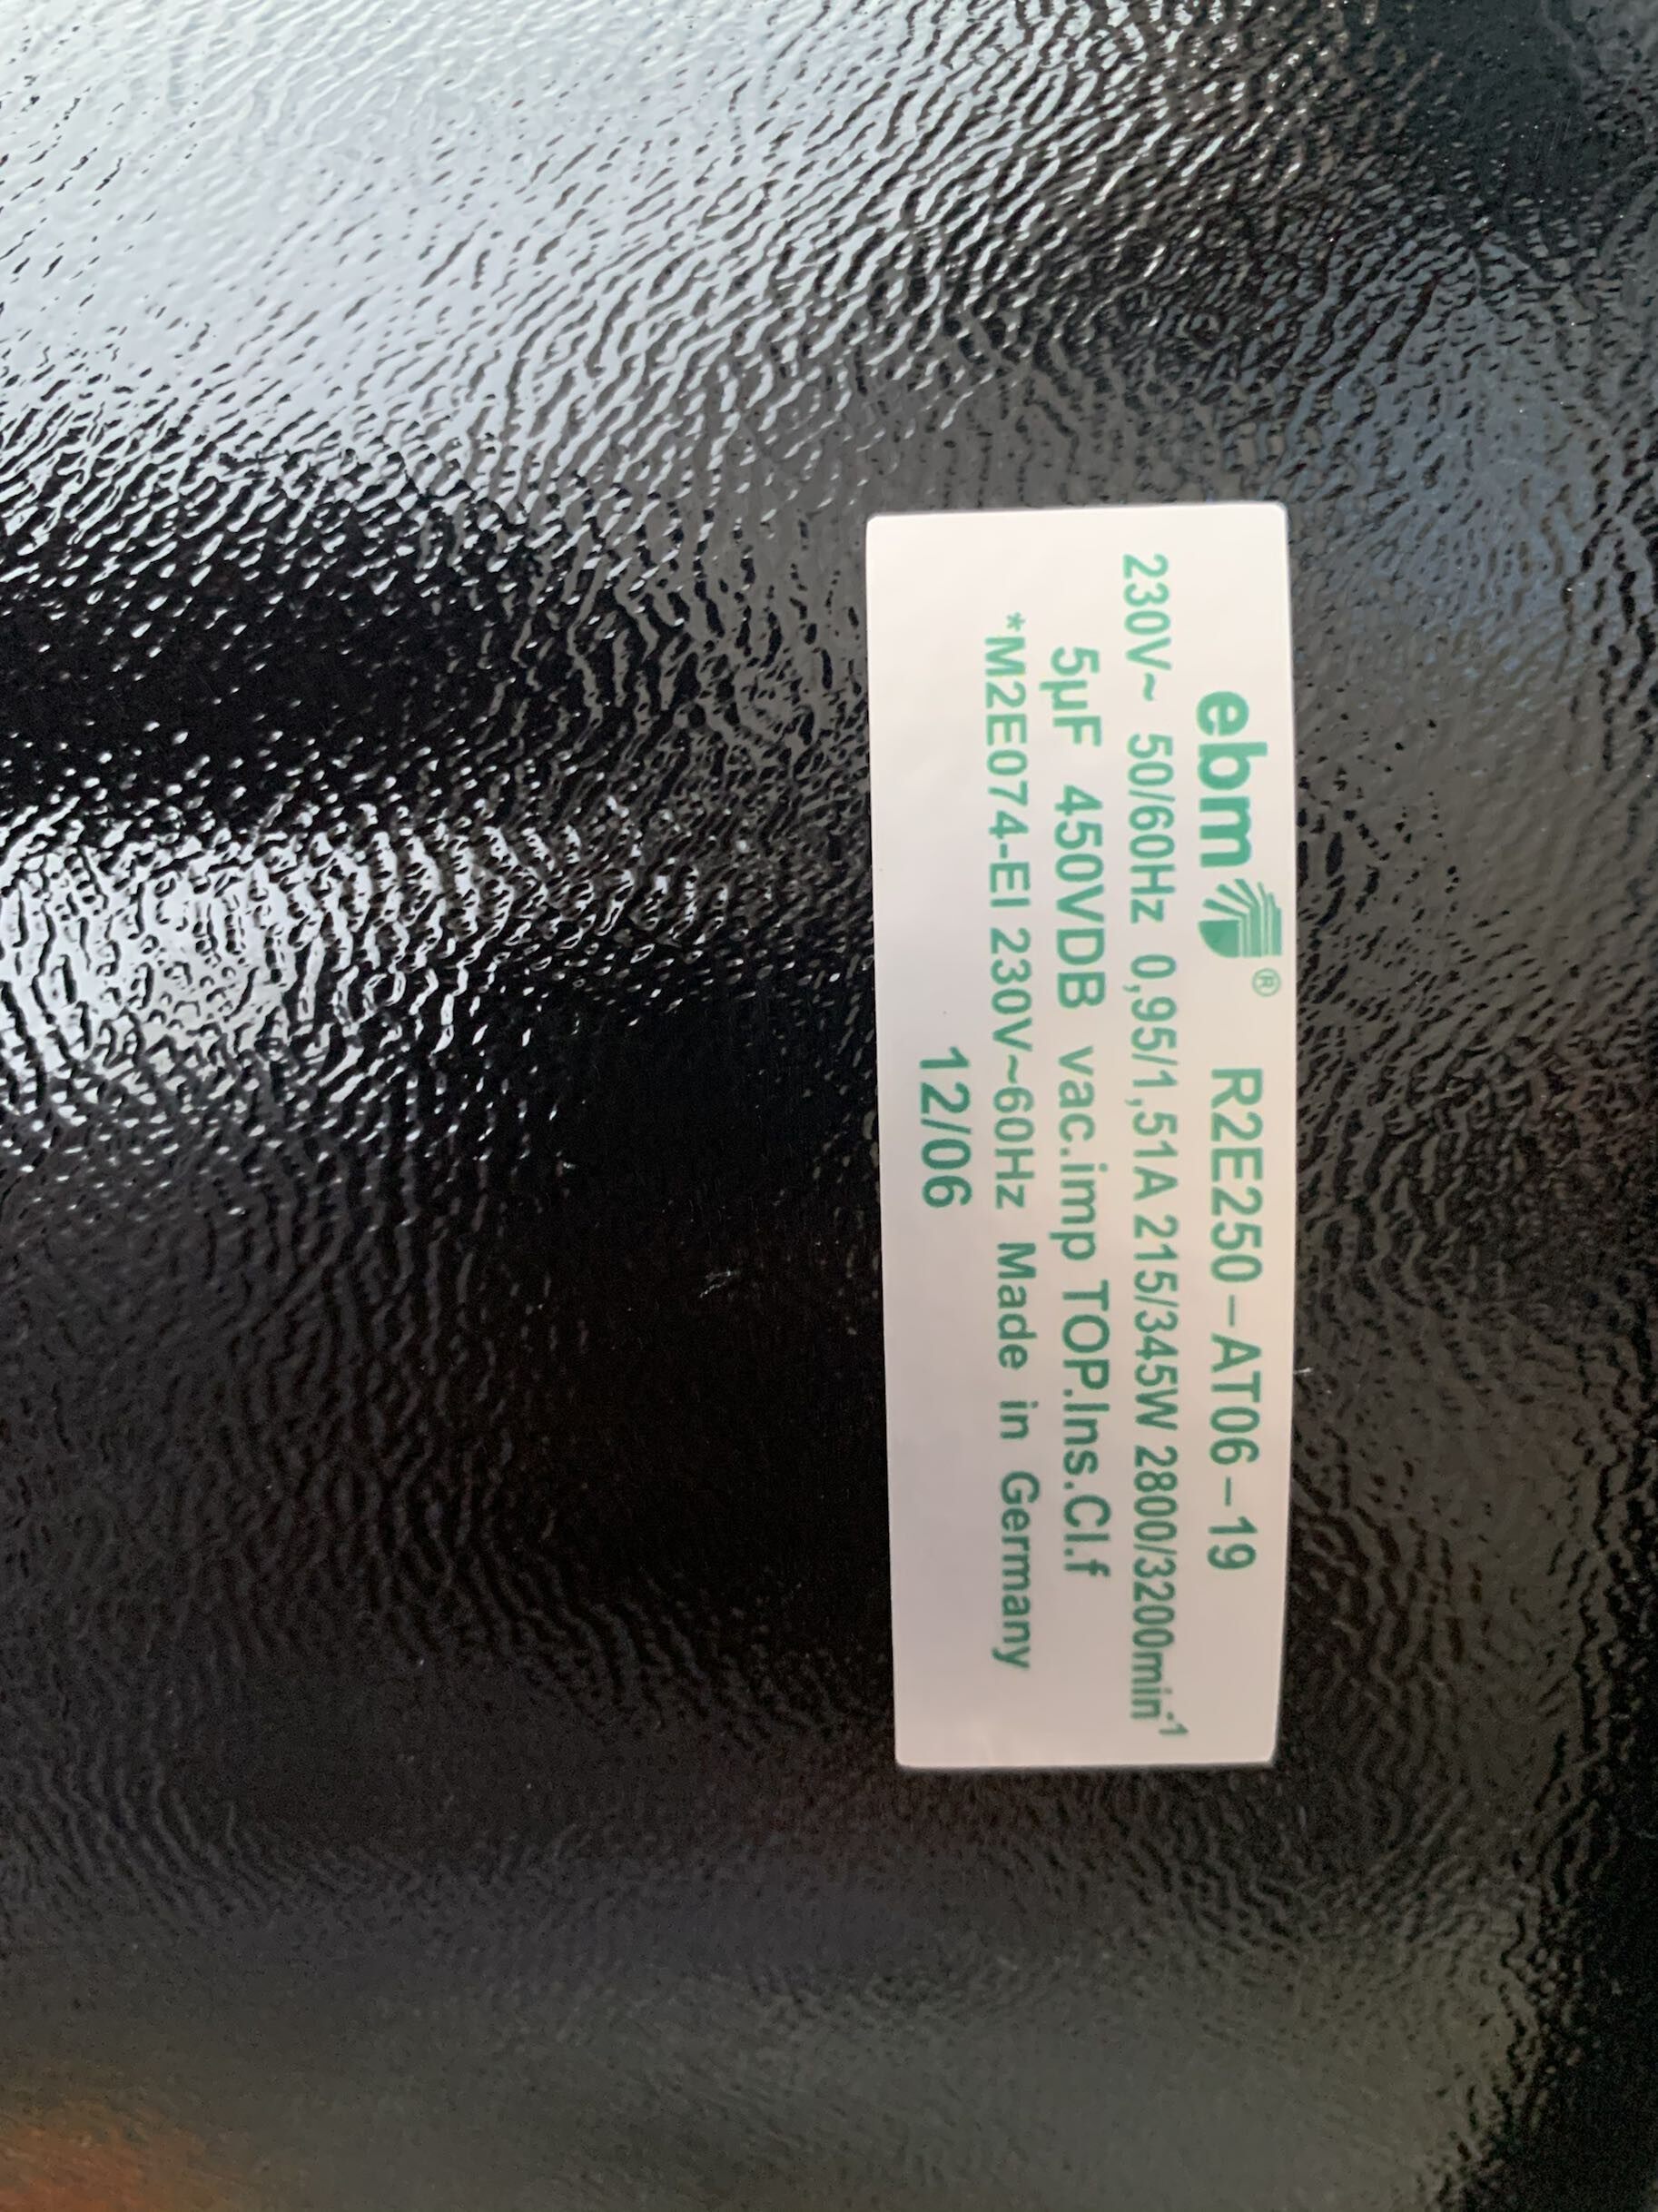 ebm ® R2E250-AT06-19
230V~ 50/60Hz 0,95/1,51A 215/345W 2800/3200min-1
5µF 450VDB vac.imp TOP.Ins.Cl.f
*M2E074-EI 230V~60Hz Made in Germany
12/06